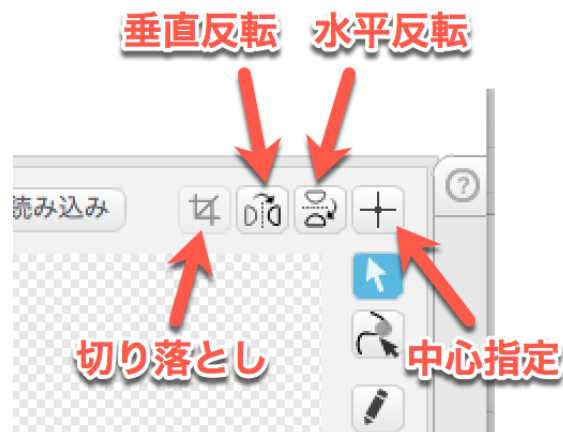 垂直反転 水平反転
読み込み
?
切り落とし
中心指定